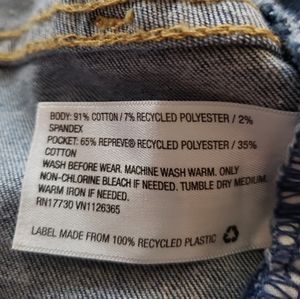 BODY: 91% COTTON / 7% RECYCLED POLYESTER / 2%
SPANDEX
POCKET: 65% REPREVE® RECYCLED POLYESTER / 35%
COTTON
WASH BEFORE WEAR. MACHINE WASH WARM. ONLY
NON-CHLORINE BLEACH IF NEEDED. TUMBLE DRY MEDIUM.
WARM IRON IF NEEDED.
RN17730 VN1126365
LABEL MADE FROM 100% RECYCLED PLASTIC